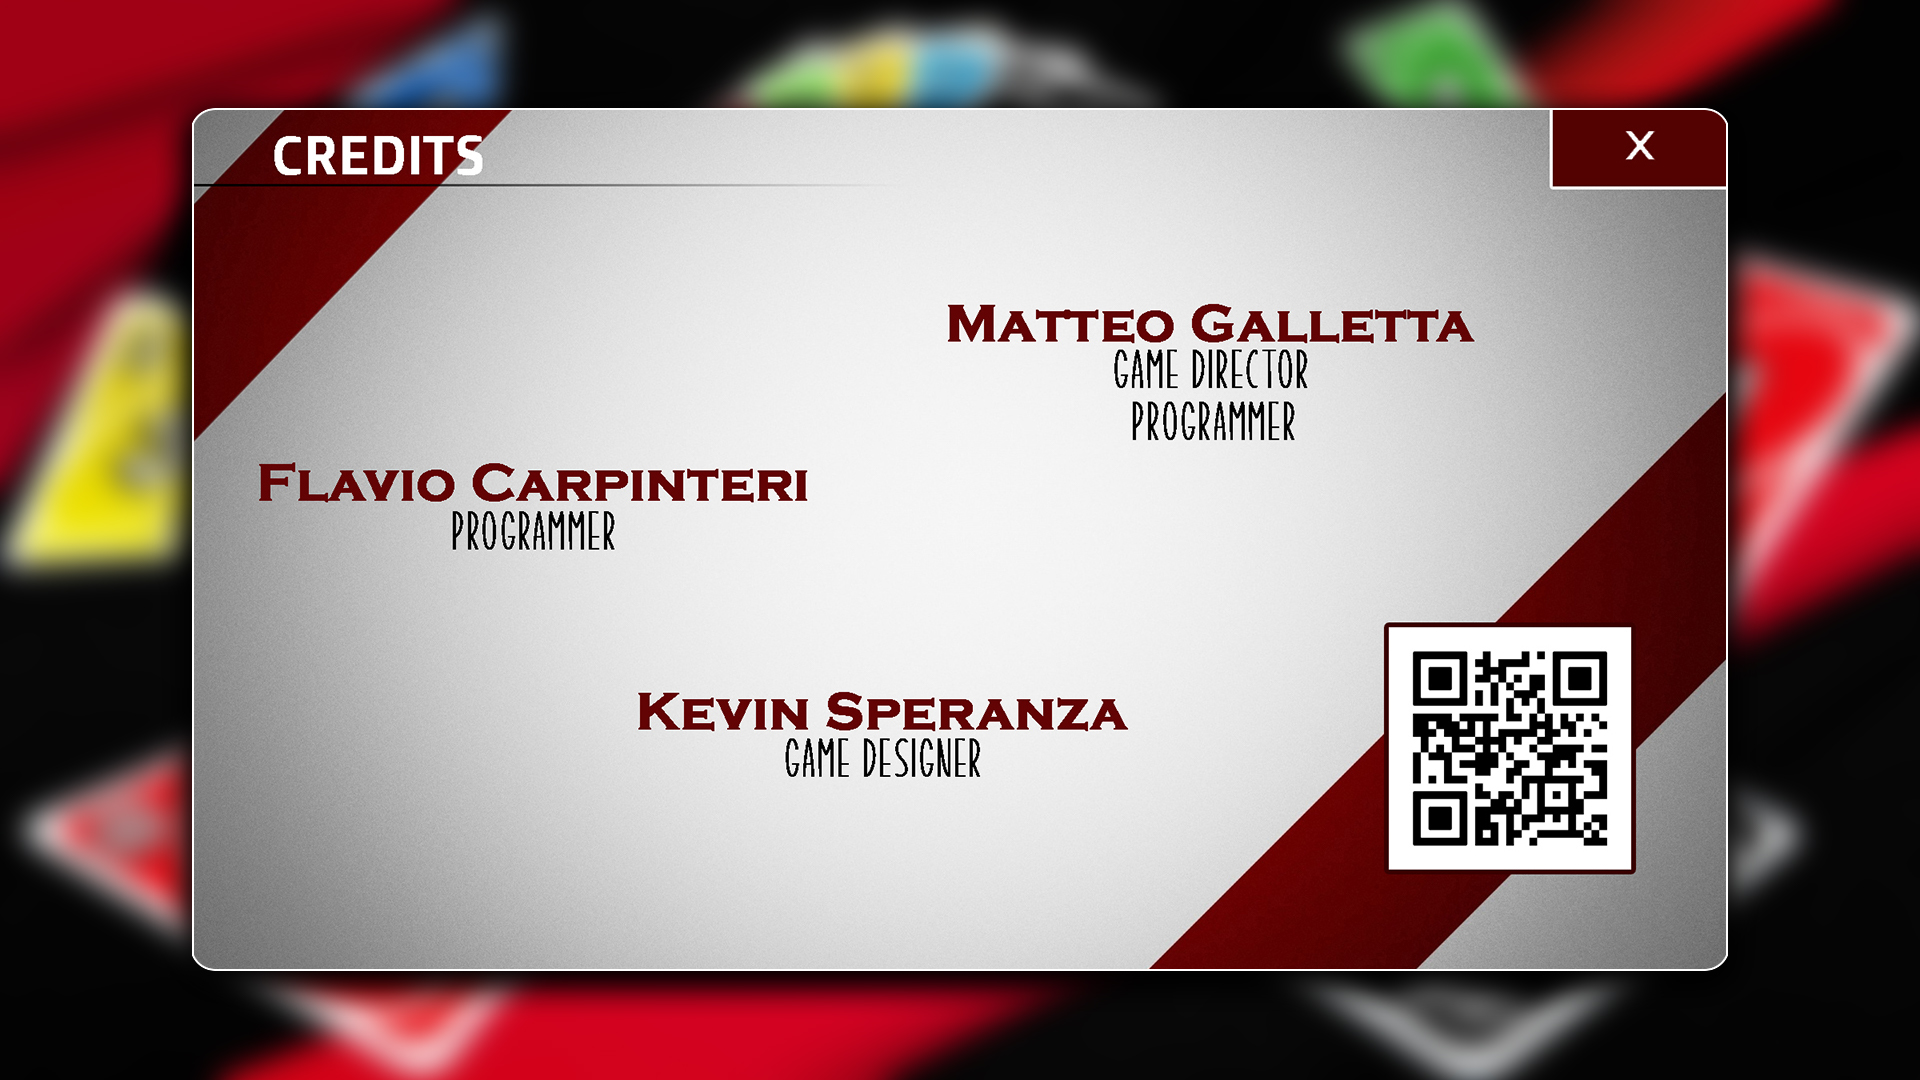 CREDITS
X
MATTEO GALLETTA
GAME DIRECTOR
PROGRAMMER
FLAVIO CARPINTERI
PROGRAMMER
KEVIN SPERANZA
GAME DESIGNER